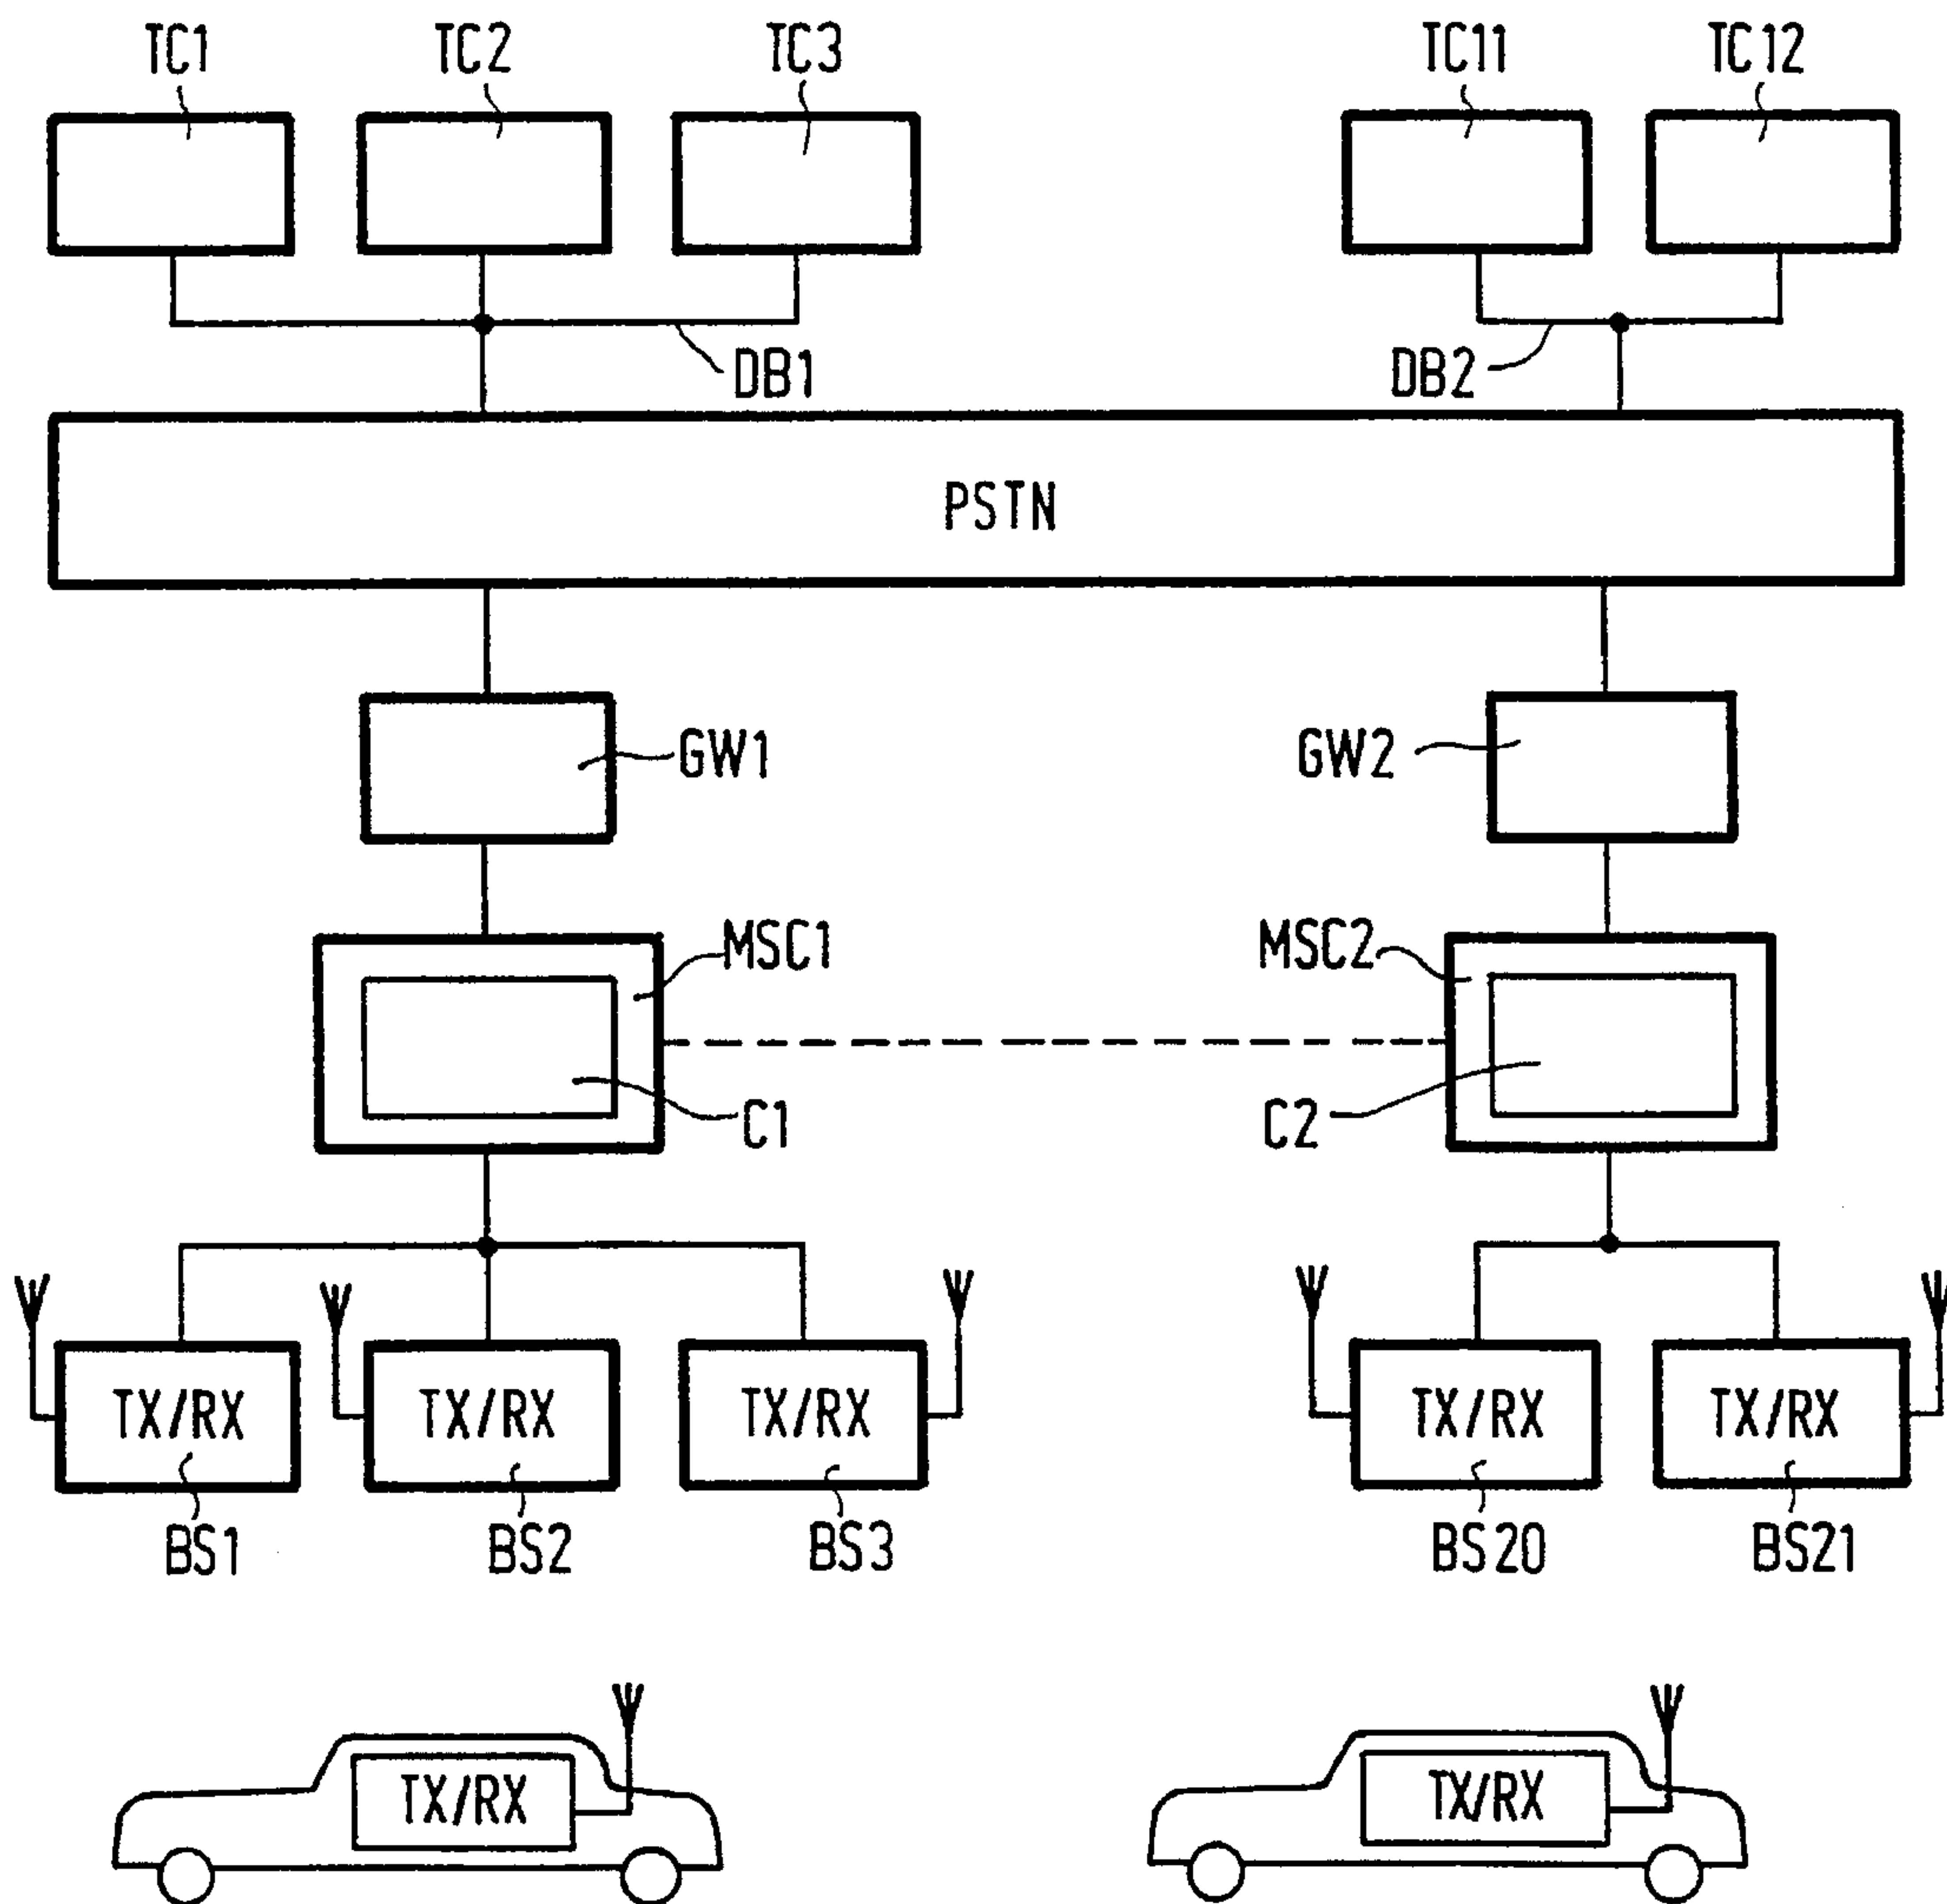 TC1 TC2 TC3 TC11 TC12
DB1 DB2
PSTN
GW1 GW2
MSC1 MSC2
C1 C2
TX/RX TX/RX TX/RX TX/RX TX/RX
BS1 BS2 BS3 BS20 BS21
TX/RX TX/RX